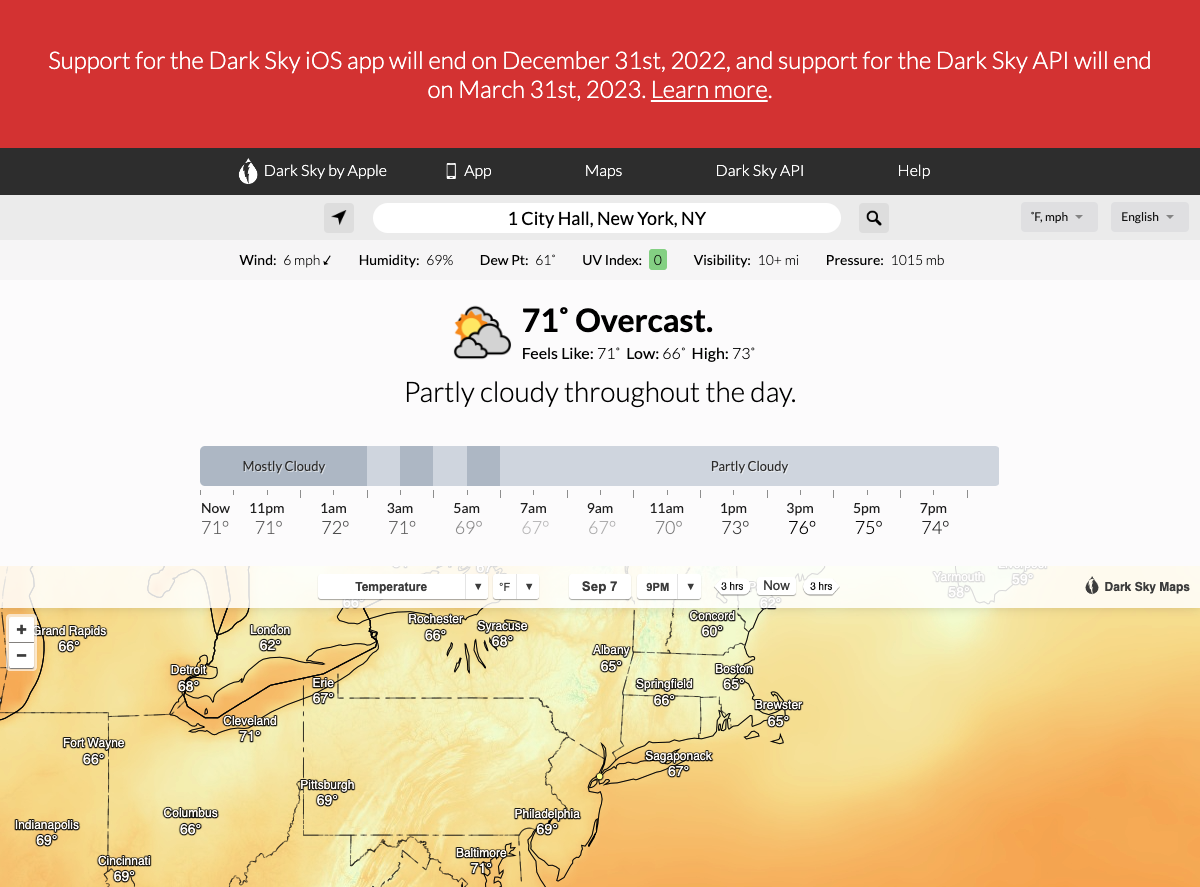 Support for the Dark Sky iOS app will end on December 31st, 2022, and support for the Dark Sky API will end
on March 31st, 2023. Learn more.
Dark Sky by Apple App Maps Dark Sky API Help
1 City Hall, New York, NY
˚F, mph English
Wind: 6 mph Humidity: 69% Dew Pt: 61˚ UV Index: 0 Visibility: 10+ mi Pressure: 1015 mb
71˚ Overcast.
Feels Like: 71˚ Low: 66˚ High: 73˚
Partly cloudy throughout the day.
Mostly Cloudy Partly Cloudy
Now 11pm 1am 3am 5am 7am 9am 11am 1pm 3pm 5pm 7pm
71° 71° 72° 71° 69° 67° 67° 70° 73° 76° 75° 74°
Temperature °F Sep 7 9PM 3 hrs Now 3 hrs Dark Sky Maps
Yarmouth
58°
59°
62°
+
−
Grand Rapids
66°
London
62°
Rochester
66°
Syracuse
68°
Concord
60°
Albany
65°
Detroit
68°
Erie
67°
Springfield
66°
Boston
65°
Brewster
65°
Cleveland
71°
Fort Wayne
66°
Sagaponack
67°
Pittsburgh
69°
Columbus
66°
Philadelphia
69°
Indianapolis
69°
Cincinnati
69°
Baltimore
71°